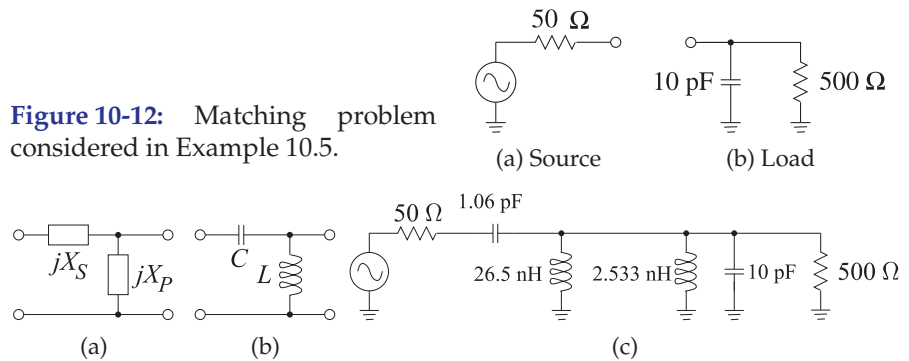 50 Ω
10 pF
500 Ω
Figure 10-12: Matching problem
considered in Example 10.5.
(a) Source
(b) Load
jX_S
jX_P
(a)
C
L
(b)
50 Ω
1.06 pF
26.5 nH
2.533 nH
10 pF
500 Ω
(c)